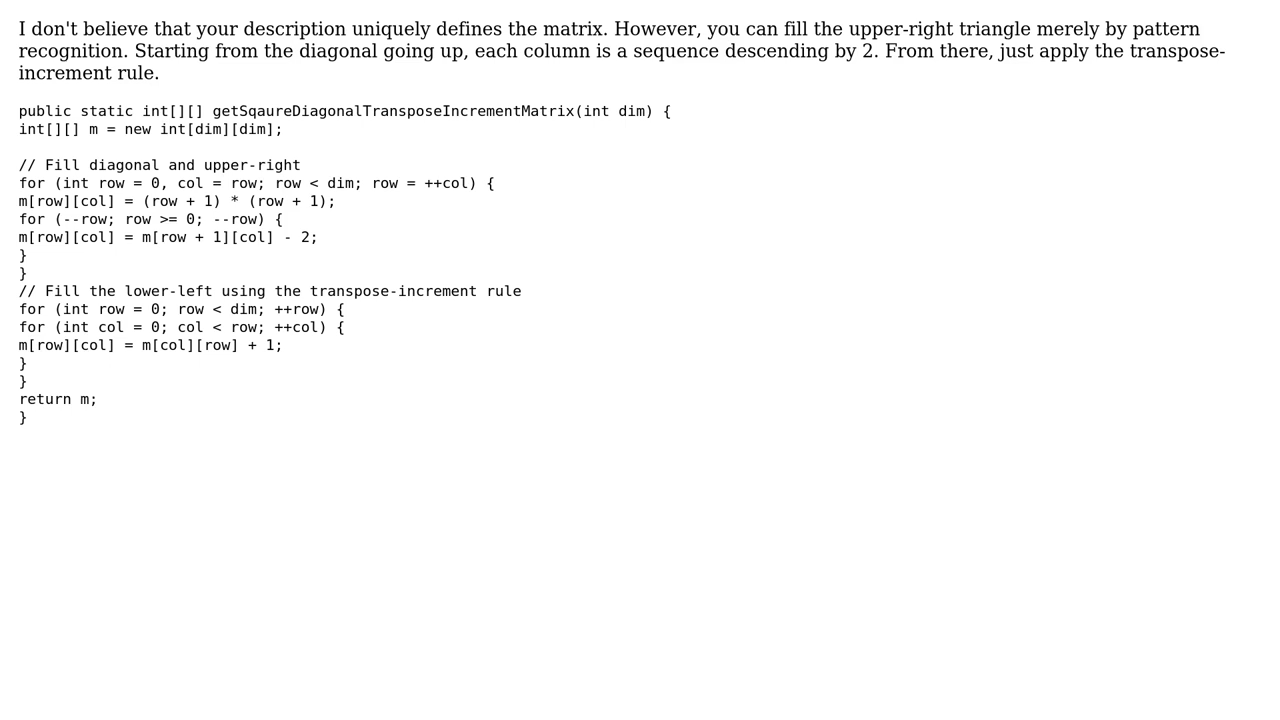 I don't believe that your description uniquely defines the matrix. However, you can fill the upper-right triangle merely by pattern
recognition. Starting from the diagonal going up, each column is a sequence descending by 2. From there, just apply the transpose-
increment rule.
public static int[][] getSqaureDiagonalTransposeIncrementMatrix(int dim) {
int[][] m = new int[dim][dim];
// Fill diagonal and upper-right
for (int row = 0, col = row; row < dim; row = ++col) {
m[row][col] = (row + 1) * (row + 1);
for (--row; row >= 0; --row) {
m[row][col] = m[row + 1][col] - 2;
}
}
// Fill the lower-left using the transpose-increment rule
for (int row = 0; row < dim; ++row) {
for (int col = 0; col < row; ++col) {
m[row][col] = m[col][row] + 1;
}
}
return m;
}